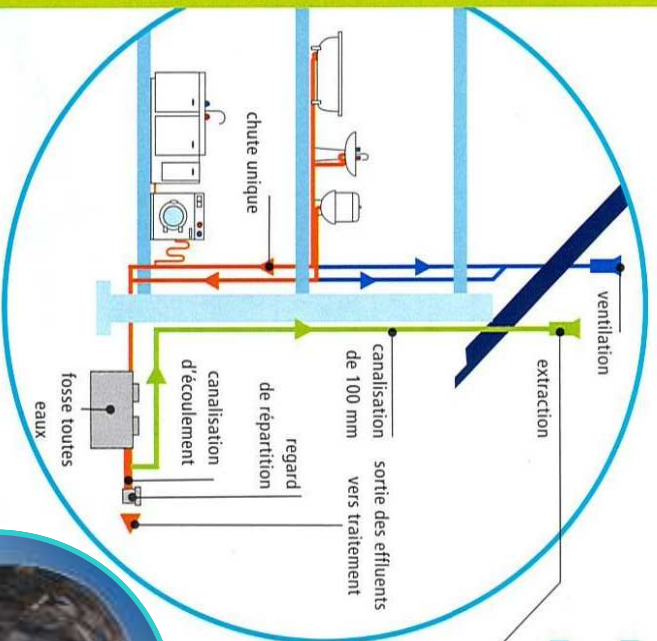 ventilation
extraction
chute unique
canalisation
de 100 mm
sortie des effluents
vers traitement
regard
de répartition
canalisation
d'écoulement
fosse toutes
eaux